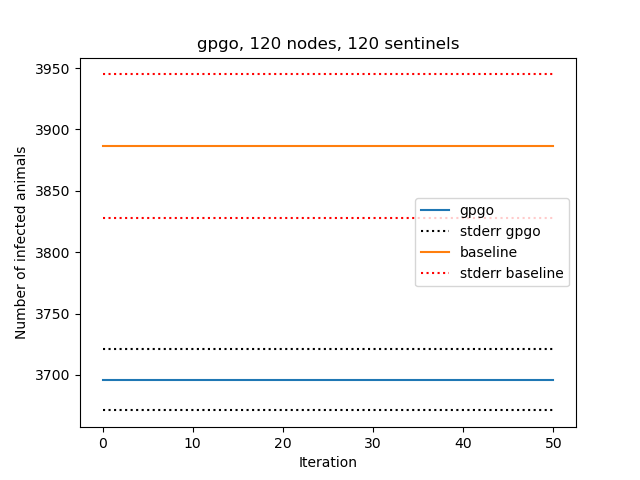 gpgo, 120 nodes, 120 sentinels
3950
3900
3850
3800
3750
3700
Number of infected animals
gpgo
stderr gpgo
baseline
stderr baseline
0 10 20 30 40 50
Iteration